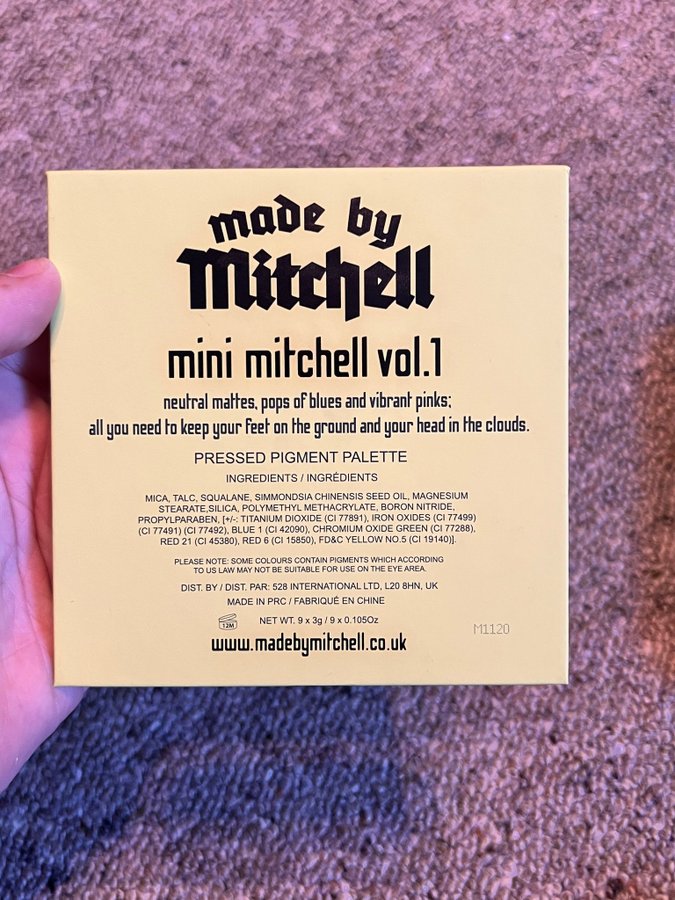 made by
Mitchell
mini mitchell vol.1
neutral mattes, pops of blues and vibrant pinks;
all you need to keep your feet on the ground and your head in the clouds.
PRESSED PIGMENT PALETTE
INGREDIENTS / INGRÉDIENTS
MICA, TALC, SQUALANE, SIMMONDSIA CHINENSIS SEED OIL, MAGNESIUM
STEARATE,SILICA, POLYMETHYL METHACRYLATE, BORON NITRIDE,
PROPYLPARABEN, [+/-: TITANIUM DIOXIDE (CI 77891), IRON OXIDES (CI 77499)
(CI 77491) (CI 77492), BLUE 1 (CI 42090), CHROMIUM OXIDE GREEN (CI 77288),
RED 21 (CI 45380), RED 6 (CI 15850), FD&C YELLOW NO.5 (CI 19140)].
PLEASE NOTE: SOME COLOURS CONTAIN PIGMENTS WHICH ACCORDING
TO US LAW MAY NOT BE SUITABLE FOR USE ON THE EYE AREA.
DIST. BY / DIST. PAR: 528 INTERNATIONAL LTD, L20 8HN, UK
MADE IN PRC / FABRIQUÉ EN CHINE
12M
NET WT. 9 x 3g / 9 x 0.105Oz
M1120
www.madebymitchell.co.uk